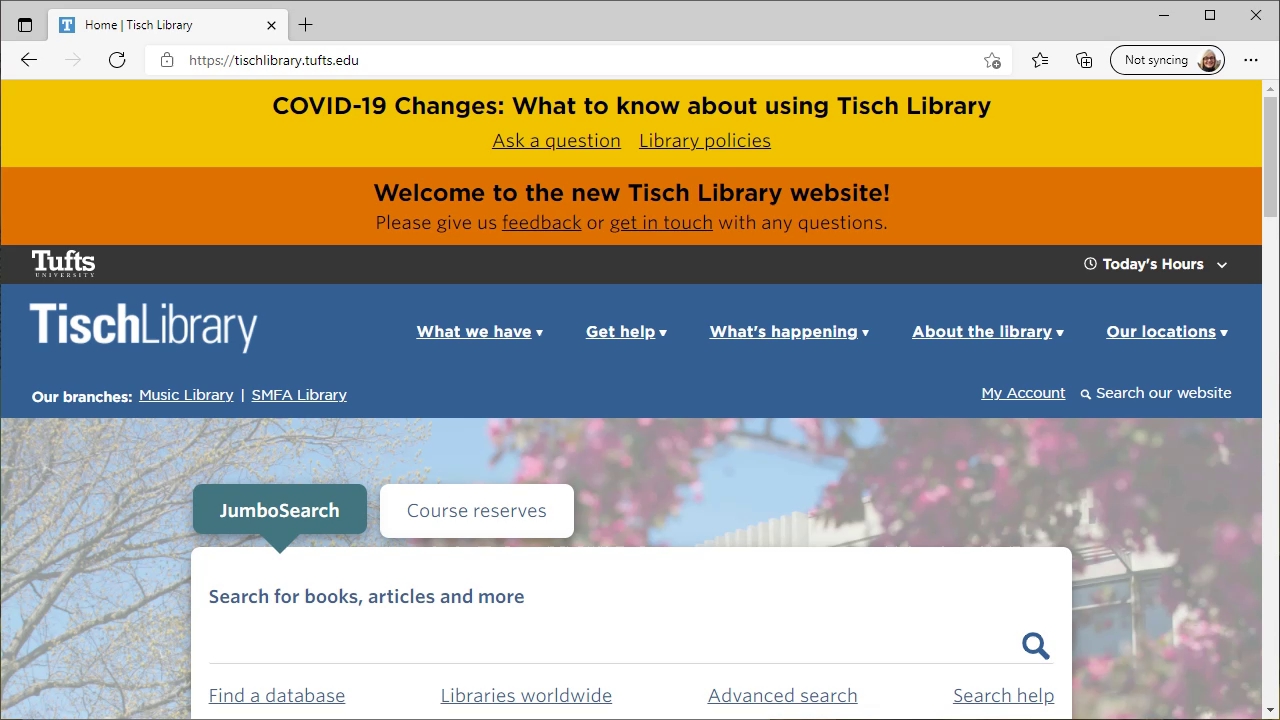 Home | Tisch Library
https://tischlibrary.tufts.edu
Not syncing
COVID-19 Changes: What to know about using Tisch Library
Ask a question Library policies
Welcome to the new Tisch Library website!
Please give us feedback or get in touch with any questions.
Tufts
UNIVERSITY
Today's Hours
TischLibrary
What we have Get help What's happening About the library Our locations
Our branches: Music Library | SMFA Library
My Account Search our website
JumboSearch Course reserves
Search for books, articles and more
Find a database Libraries worldwide Advanced search Search help